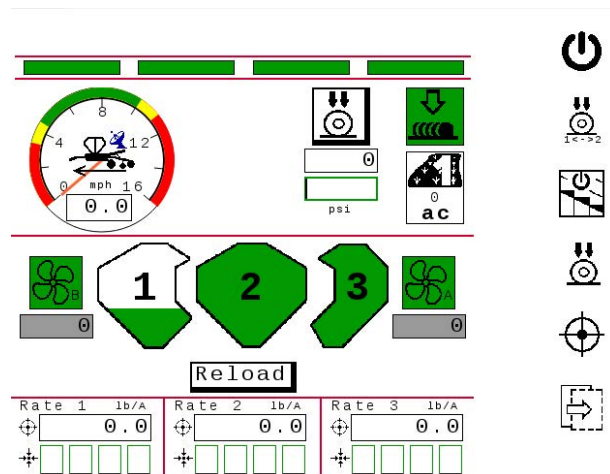 8
4 12
0 16
mph
0.0
0
psi
0
ac
1<->2
B
1
2
3
A
0
0
Reload
Rate 1 lb/A
Rate 2 lb/A
Rate 3 lb/A
0.0
0.0
0.0